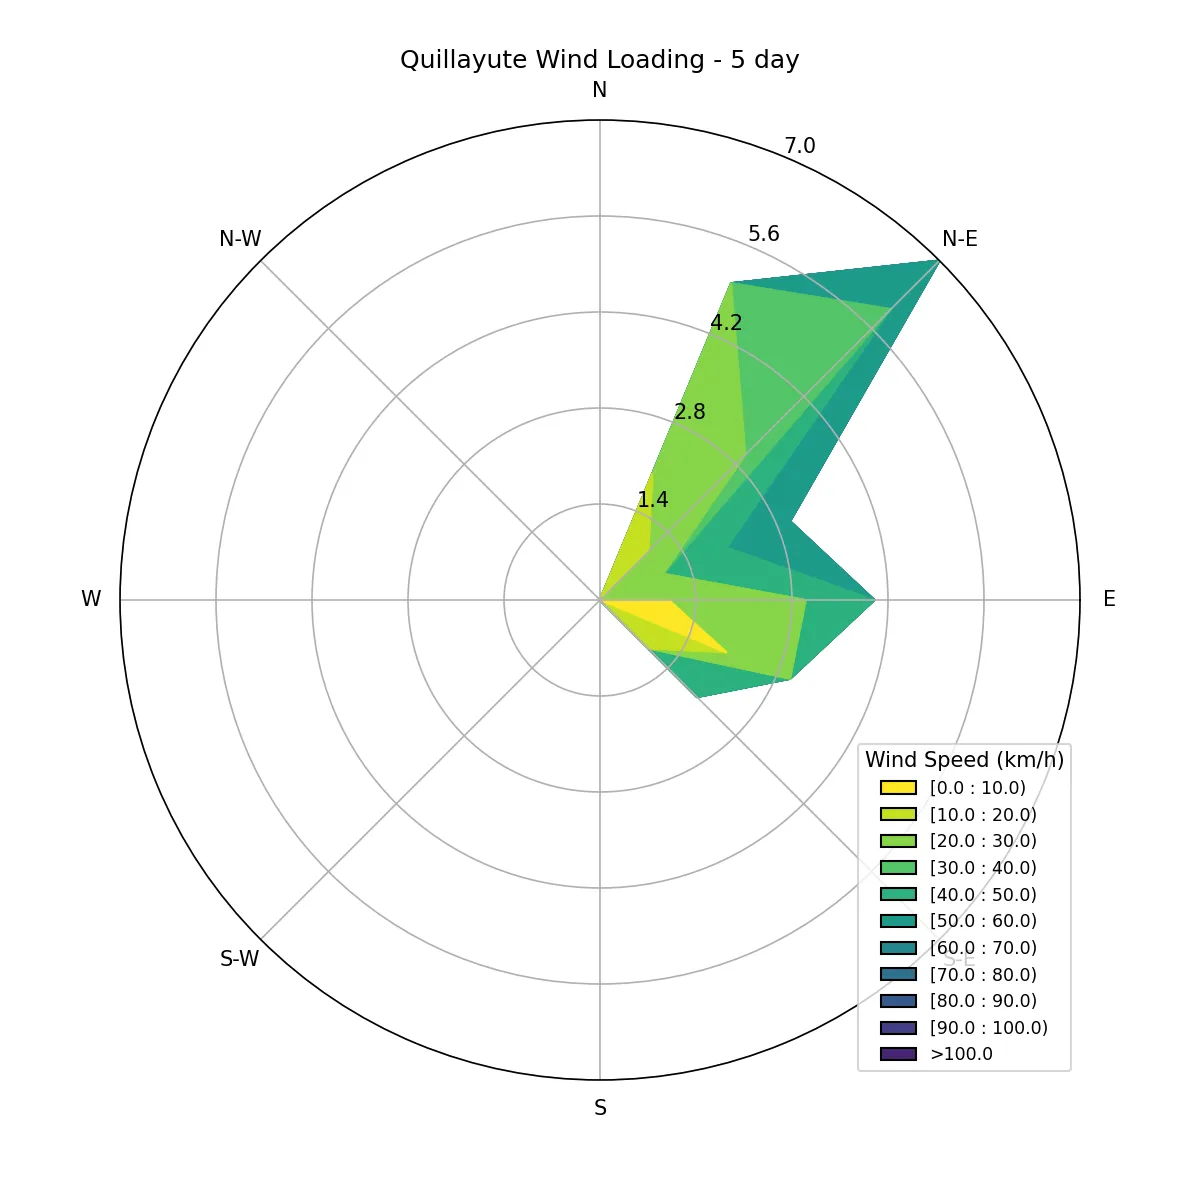 Quillayute Wind Loading - 5 day
N
7.0
5.6
N-W
N-E
4.2
2.8
1.4
W
E
Wind Speed (km/h)
[0.0 : 10.0)
[10.0 : 20.0)
[20.0 : 30.0)
[30.0 : 40.0)
[40.0 : 50.0)
[50.0 : 60.0)
[60.0 : 70.0)
S-W
S-E
[70.0 : 80.0)
[80.0 : 90.0)
[90.0 : 100.0)
>100.0
S